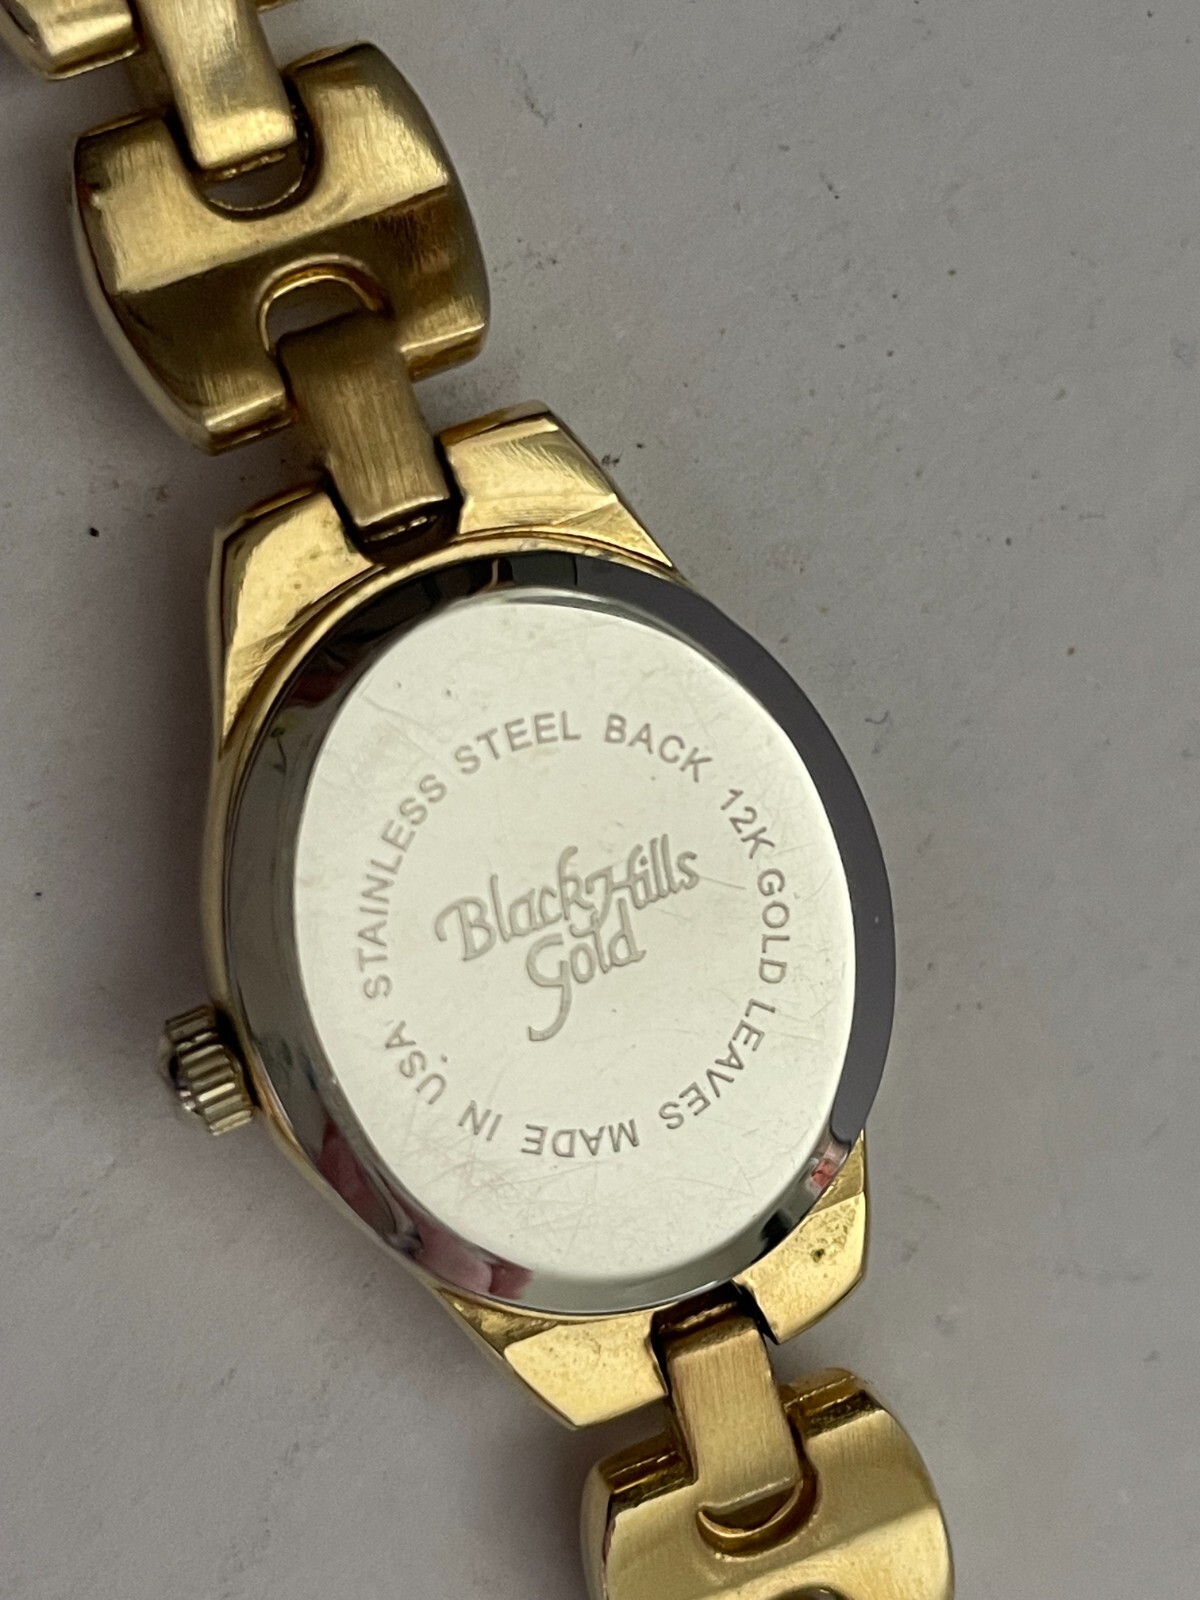 STAINLESS STEEL BACK 12K GOLD LEAVES MADE IN USA
Black Hills
Gold